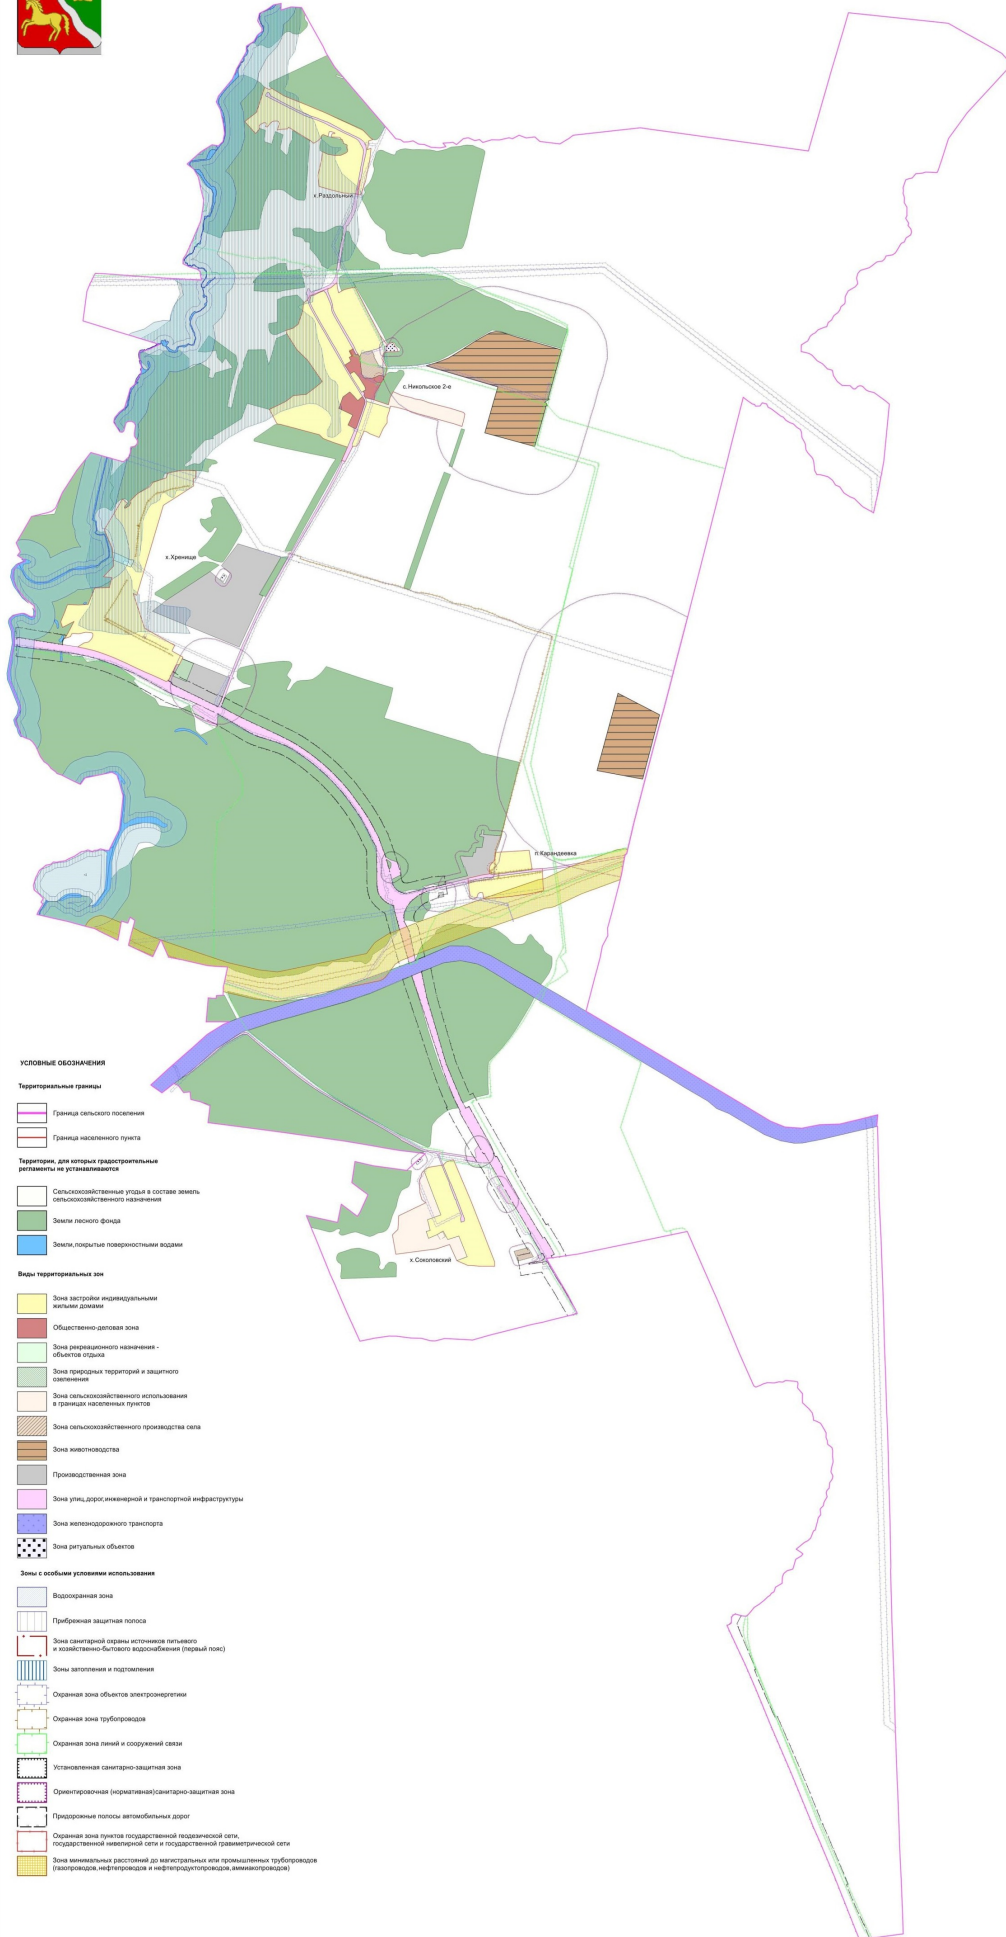 х.Раздольный
с.Никольское 2-е
х.Хренище
п.Карандеевка
х.Соколовский
УСЛОВНЫЕ ОБОЗНАЧЕНИЯ
Территориальные границы
Граница сельского поселения
Граница населенного пункта
Территории, для которых градостроительные
регламенты не устанавливаются
Сельскохозяйственные угодья в составе земель
сельскохозяйственного назначения
Земли лесного фонда
Земли, покрытые поверхностными водами
Виды территориальных зон
Зона застройки индивидуальными
жилыми домами
Общественно-деловая зона
Зона рекреационного назначения -
объектов отдыха
Зона природных территорий и защитного
озеленения
Зона сельскохозяйственного использования
в границах населенных пунктов
Зона сельскохозяйственного производства села
Зона животноводства
Производственная зона
Зона улиц, дорог, инженерной и транспортной инфраструктуры
Зона железнодорожного транспорта
Зона ритуальных объектов
Зоны с особыми условиями использования
Водоохранная зона
Прибрежная защитная полоса
Зона санитарной охраны источников питьевого
и хозяйственно-бытового водоснабжения (первый пояс)
Зоны затопления и подтопления
Охранная зона объектов электроэнергетики
Охранная зона трубопроводов
Охранная зона линий и сооружений связи
Установленная санитарно-защитная зона
Ориентировочная (нормативная)санитарно-защитная зона
Придорожные полосы автомобильных дорог
Охранная зона пунктов государственной геодезической сети,
государственной нивелирной сети и государственной гравиметрической сети
Зона минимальных расстояний до магистральных или промышленных трубопроводов
(газопроводов, нефтепроводов и нефтепродуктопроводов, аммиакопроводов)